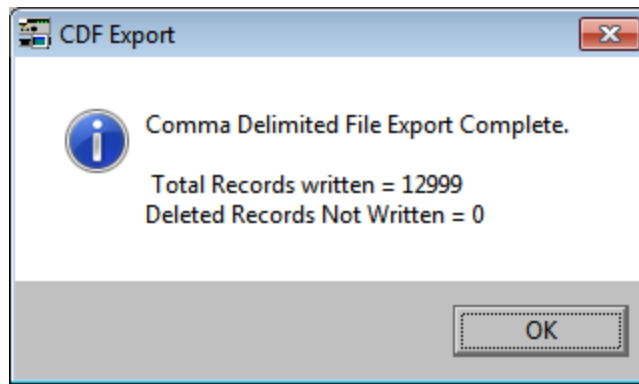 CDF Export
Comma Delimited File Export Complete.
Total Records written = 12999
Deleted Records Not Written = 0
OK